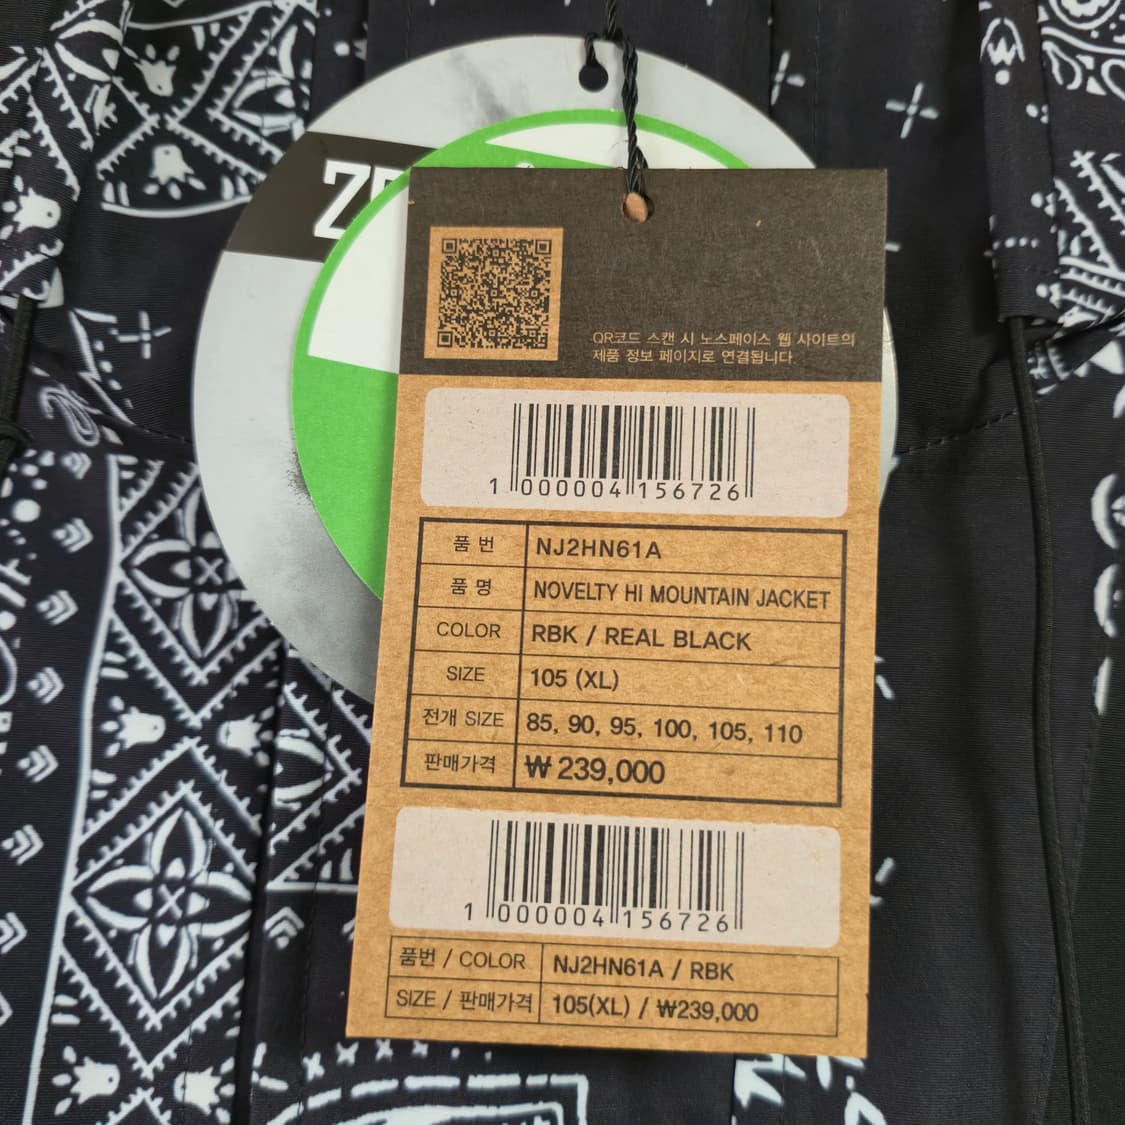 QR코드 스캔 시 노스페이스 웹 사이트의
제품 정보 페이지로 연결됩니다.
1 000004 156726
품 번 NJ2HN61A
품 명 NOVELTY HI MOUNTAIN JACKET
COLOR RBK / REAL BLACK
SIZE 105 (XL)
전개 SIZE 85, 90, 95, 100, 105, 110
판매가격 ₩ 239,000
1 000004 156726
품번 / COLOR NJ2HN61A / RBK
SIZE / 판매가격 105(XL) / ₩239,000